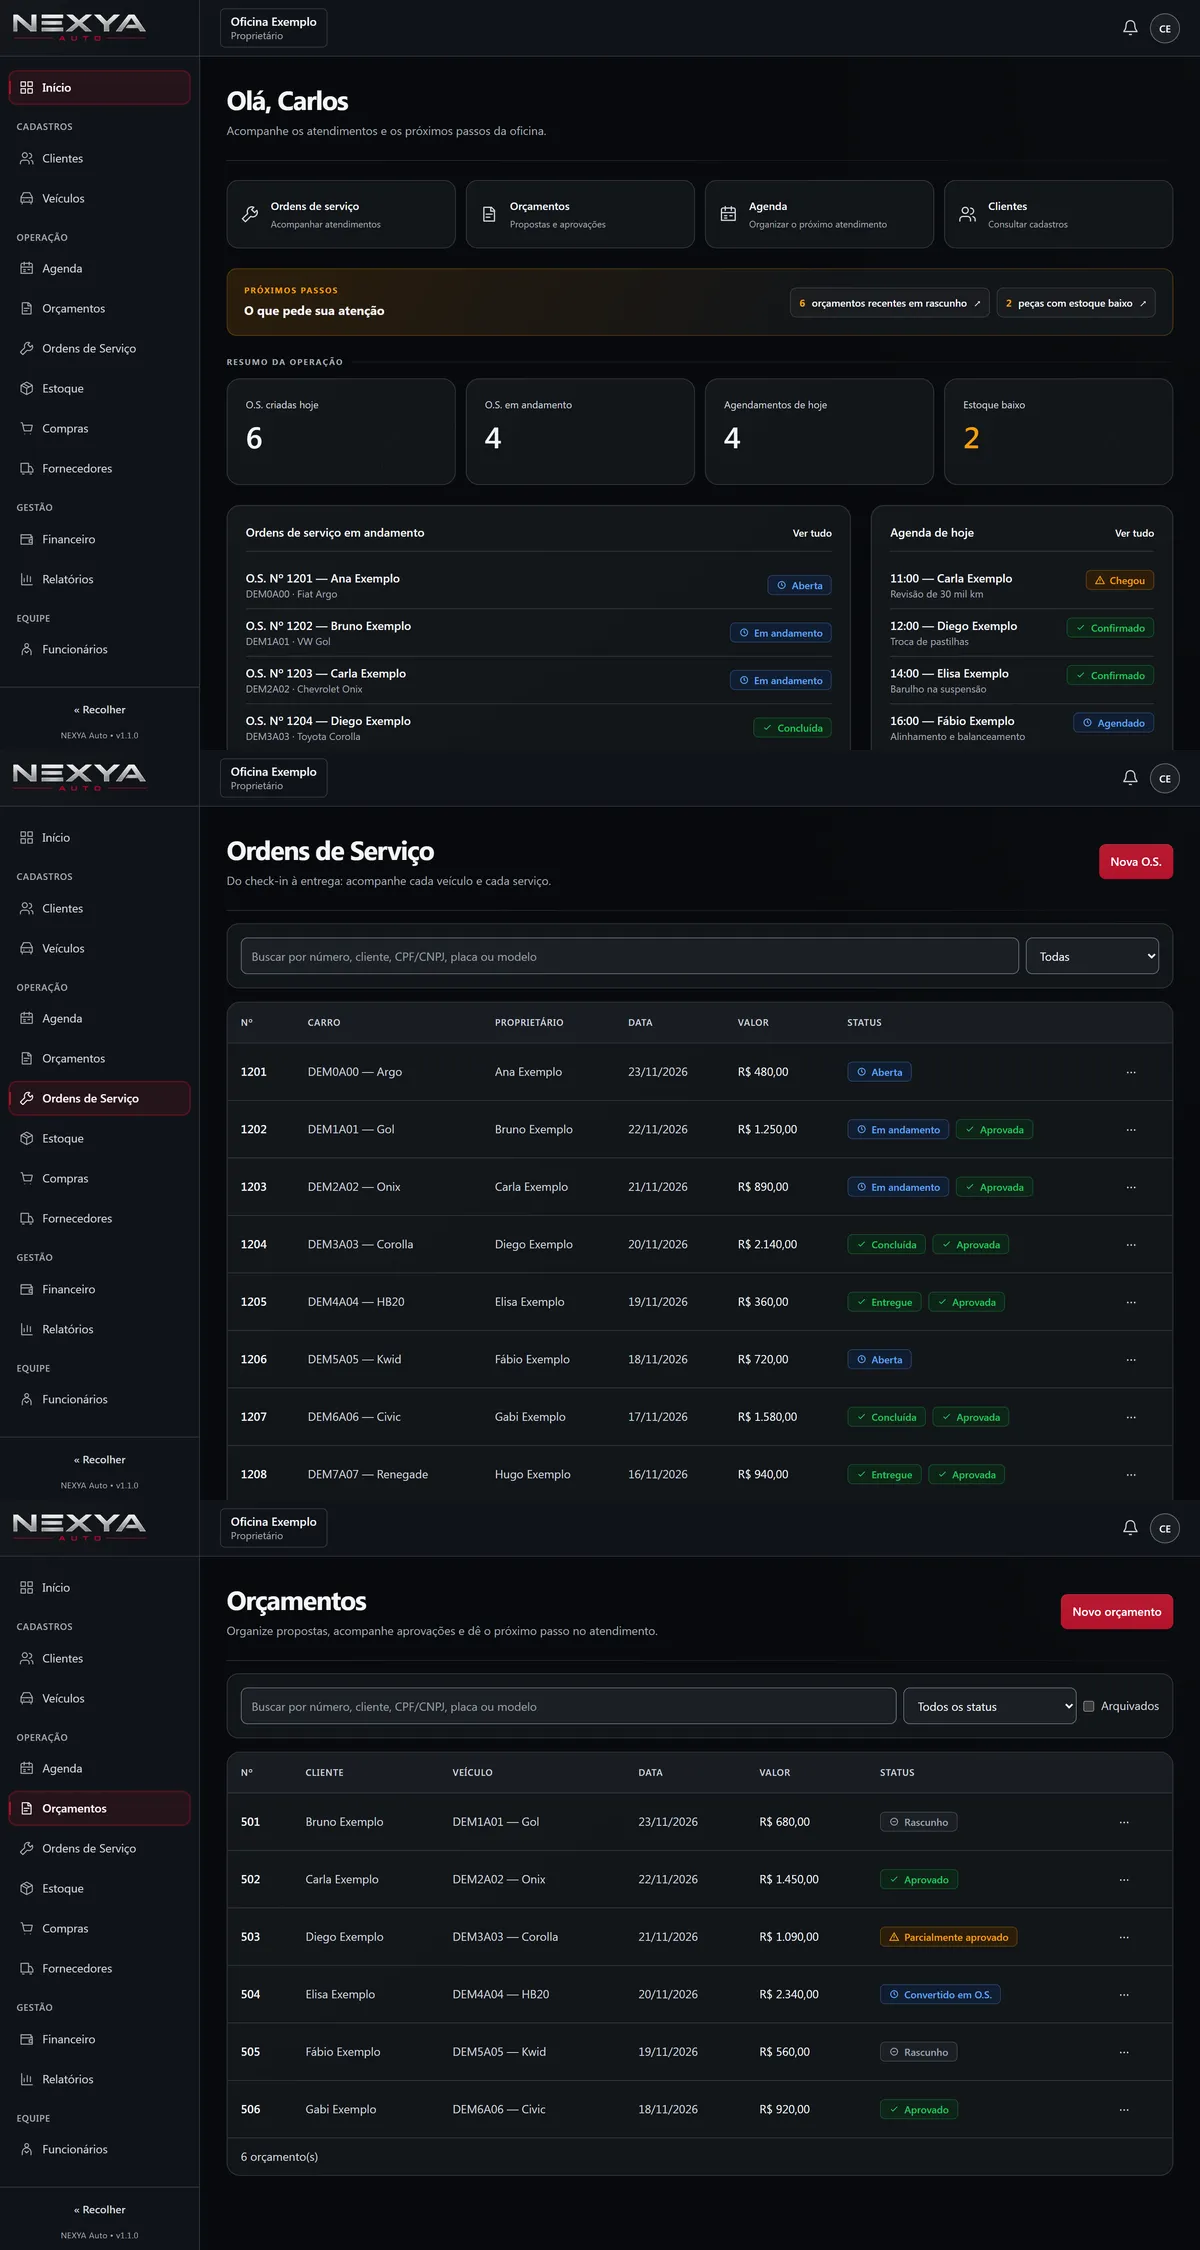 NEXYA
AUTO
Oficina Exemplo
Proprietário
CE
Início
CADASTROS
Clientes
Veículos
OPERAÇÃO
Agenda
Orçamentos
Ordens de Serviço
Estoque
Compras
Fornecedores
GESTÃO
Financeiro
Relatórios
EQUIPE
Funcionários
« Recolher
NEXYA Auto • v1.1.0
Olá, Carlos
Acompanhe os atendimentos e os próximos passos da oficina.
Ordens de serviço
Acompanhar atendimentos
Orçamentos
Propostas e aprovações
Agenda
Organizar o próximo atendimento
Clientes
Consultar cadastros
PRÓXIMOS PASSOS
O que pede sua atenção
6 orçamentos recentes em rascunho ↗
2 peças com estoque baixo ↗
RESUMO DA OPERAÇÃO
O.S. criadas hoje
6
O.S. em andamento
4
Agendamentos de hoje
4
Estoque baixo
2
Ordens de serviço em andamento Ver tudo
O.S. Nº 1201 — Ana Exemplo
DEM0A00 · Fiat Argo
Aberta
O.S. Nº 1202 — Bruno Exemplo
DEM1A01 · VW Gol
Em andamento
O.S. Nº 1203 — Carla Exemplo
DEM2A02 · Chevrolet Onix
Em andamento
O.S. Nº 1204 — Diego Exemplo
DEM3A03 · Toyota Corolla
Concluída
Agenda de hoje Ver tudo
11:00 — Carla Exemplo
Revisão de 30 mil km
Chegou
12:00 — Diego Exemplo
Troca de pastilhas
Confirmado
14:00 — Elisa Exemplo
Barulho na suspensão
Confirmado
16:00 — Fábio Exemplo
Alinhamento e balanceamento
Agendado
NEXYA
AUTO
Oficina Exemplo
Proprietário
CE
Início
CADASTROS
Clientes
Veículos
OPERAÇÃO
Agenda
Orçamentos
Ordens de Serviço
Estoque
Compras
Fornecedores
GESTÃO
Financeiro
Relatórios
EQUIPE
Funcionários
« Recolher
NEXYA Auto • v1.1.0
Ordens de Serviço
Do check-in à entrega: acompanhe cada veículo e cada serviço.
Nova O.S.
Buscar por número, cliente, CPF/CNPJ, placa ou modelo
Todas
Nº CARRO PROPRIETÁRIO DATA VALOR STATUS
1201 DEM0A00 — Argo Ana Exemplo 23/11/2026 R$ 480,00 Aberta ...
1202 DEM1A01 — Gol Bruno Exemplo 22/11/2026 R$ 1.250,00 Em andamento Aprovada ...
1203 DEM2A02 — Onix Carla Exemplo 21/11/2026 R$ 890,00 Em andamento Aprovada ...
1204 DEM3A03 — Corolla Diego Exemplo 20/11/2026 R$ 2.140,00 Concluída Aprovada ...
1205 DEM4A04 — HB20 Elisa Exemplo 19/11/2026 R$ 360,00 Entregue Aprovada ...
1206 DEM5A05 — Kwid Fábio Exemplo 18/11/2026 R$ 720,00 Aberta ...
1207 DEM6A06 — Civic Gabi Exemplo 17/11/2026 R$ 1.580,00 Concluída Aprovada ...
1208 DEM7A07 — Renegade Hugo Exemplo 16/11/2026 R$ 940,00 Entregue Aprovada ...
NEXYA
AUTO
Oficina Exemplo
Proprietário
CE
Início
CADASTROS
Clientes
Veículos
OPERAÇÃO
Agenda
Orçamentos
Ordens de Serviço
Estoque
Compras
Fornecedores
GESTÃO
Financeiro
Relatórios
EQUIPE
Funcionários
« Recolher
NEXYA Auto • v1.1.0
Orçamentos
Organize propostas, acompanhe aprovações e dê o próximo passo no atendimento.
Novo orçamento
Buscar por número, cliente, CPF/CNPJ, placa ou modelo
Todos os status
Arquivados
Nº CLIENTE VEÍCULO DATA VALOR STATUS
501 Bruno Exemplo DEM1A01 — Gol 23/11/2026 R$ 680,00 Rascunho ...
502 Carla Exemplo DEM2A02 — Onix 22/11/2026 R$ 1.450,00 Aprovado ...
503 Diego Exemplo DEM3A03 — Corolla 21/11/2026 R$ 1.090,00 Parcialmente aprovado ...
504 Elisa Exemplo DEM4A04 — HB20 20/11/2026 R$ 2.340,00 Convertido em O.S. ...
505 Fábio Exemplo DEM5A05 — Kwid 19/11/2026 R$ 560,00 Rascunho ...
506 Gabi Exemplo DEM6A06 — Civic 18/11/2026 R$ 920,00 Aprovado ...
6 orçamento(s)